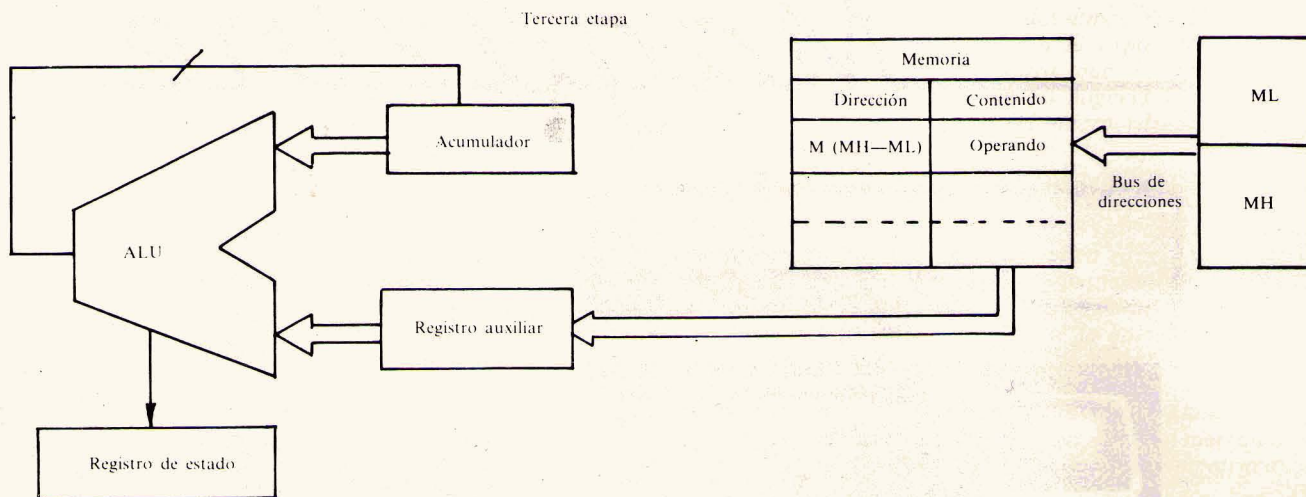 Tercera etapa
Memoria
Dirección
Contenido
ML
Acumulador
M (MH—ML)
Operando
Bus de
direcciones
MH
ALU
Registro auxiliar
Registro de estado